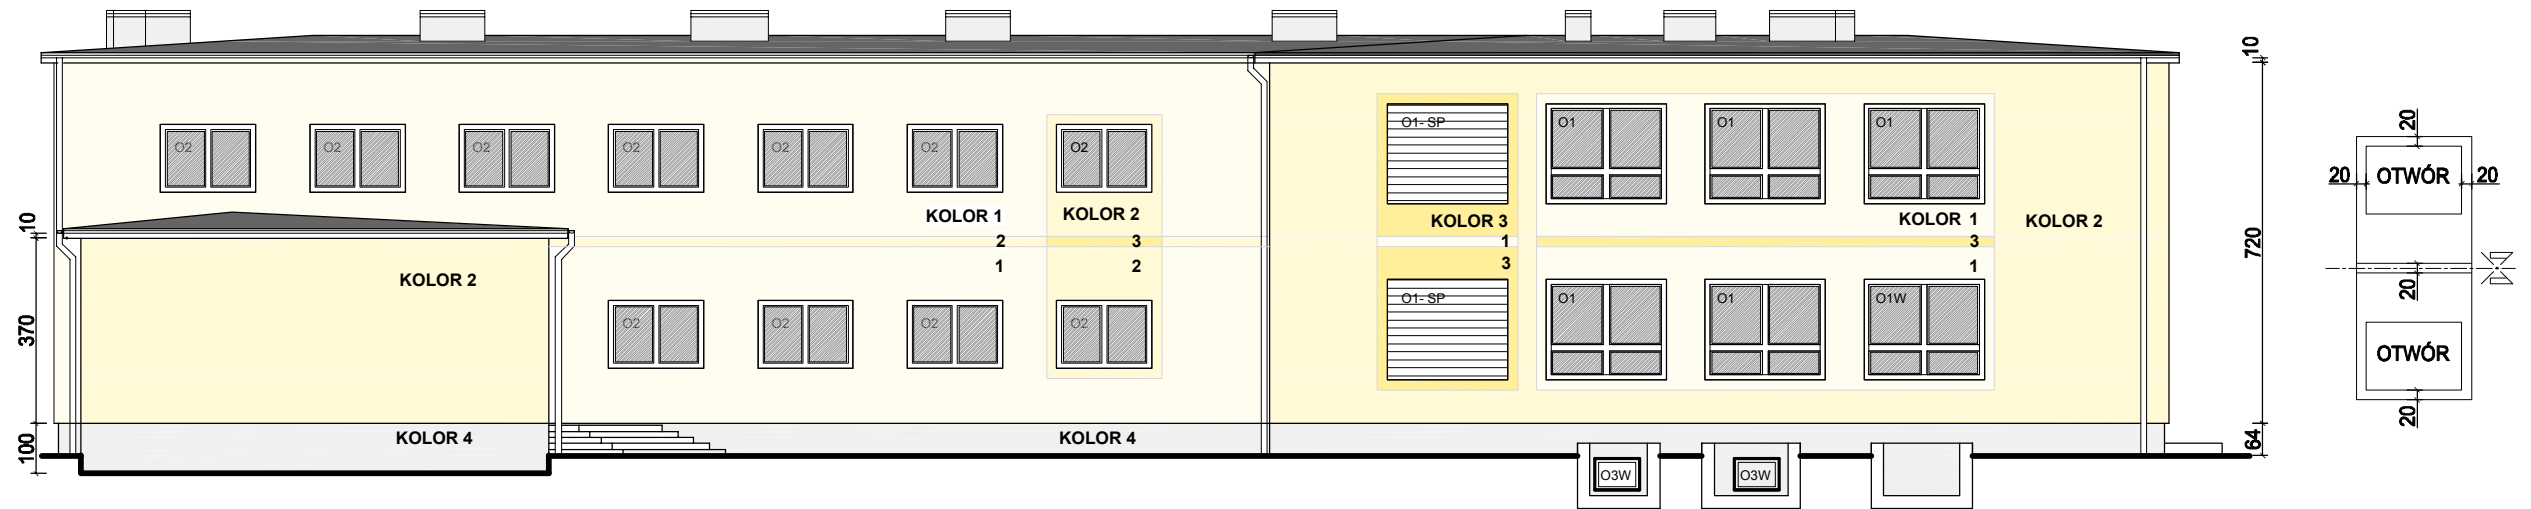 10
O1- SP
O1
O1
O1
O2
O2
O2
O2
O2
O2
O2
20
20
OTWÓR
20
KOLOR 1
KOLOR 2
KOLOR 3
KOLOR 1
KOLOR 2
10
2
3
1
3
720
1
2
3
1
KOLOR 2
20
O1- SP
O1
O1
O1W
370
O2
O2
O2
O2
OTWÓR
20
KOLOR 4
KOLOR 4
100
64
O3W
O3W